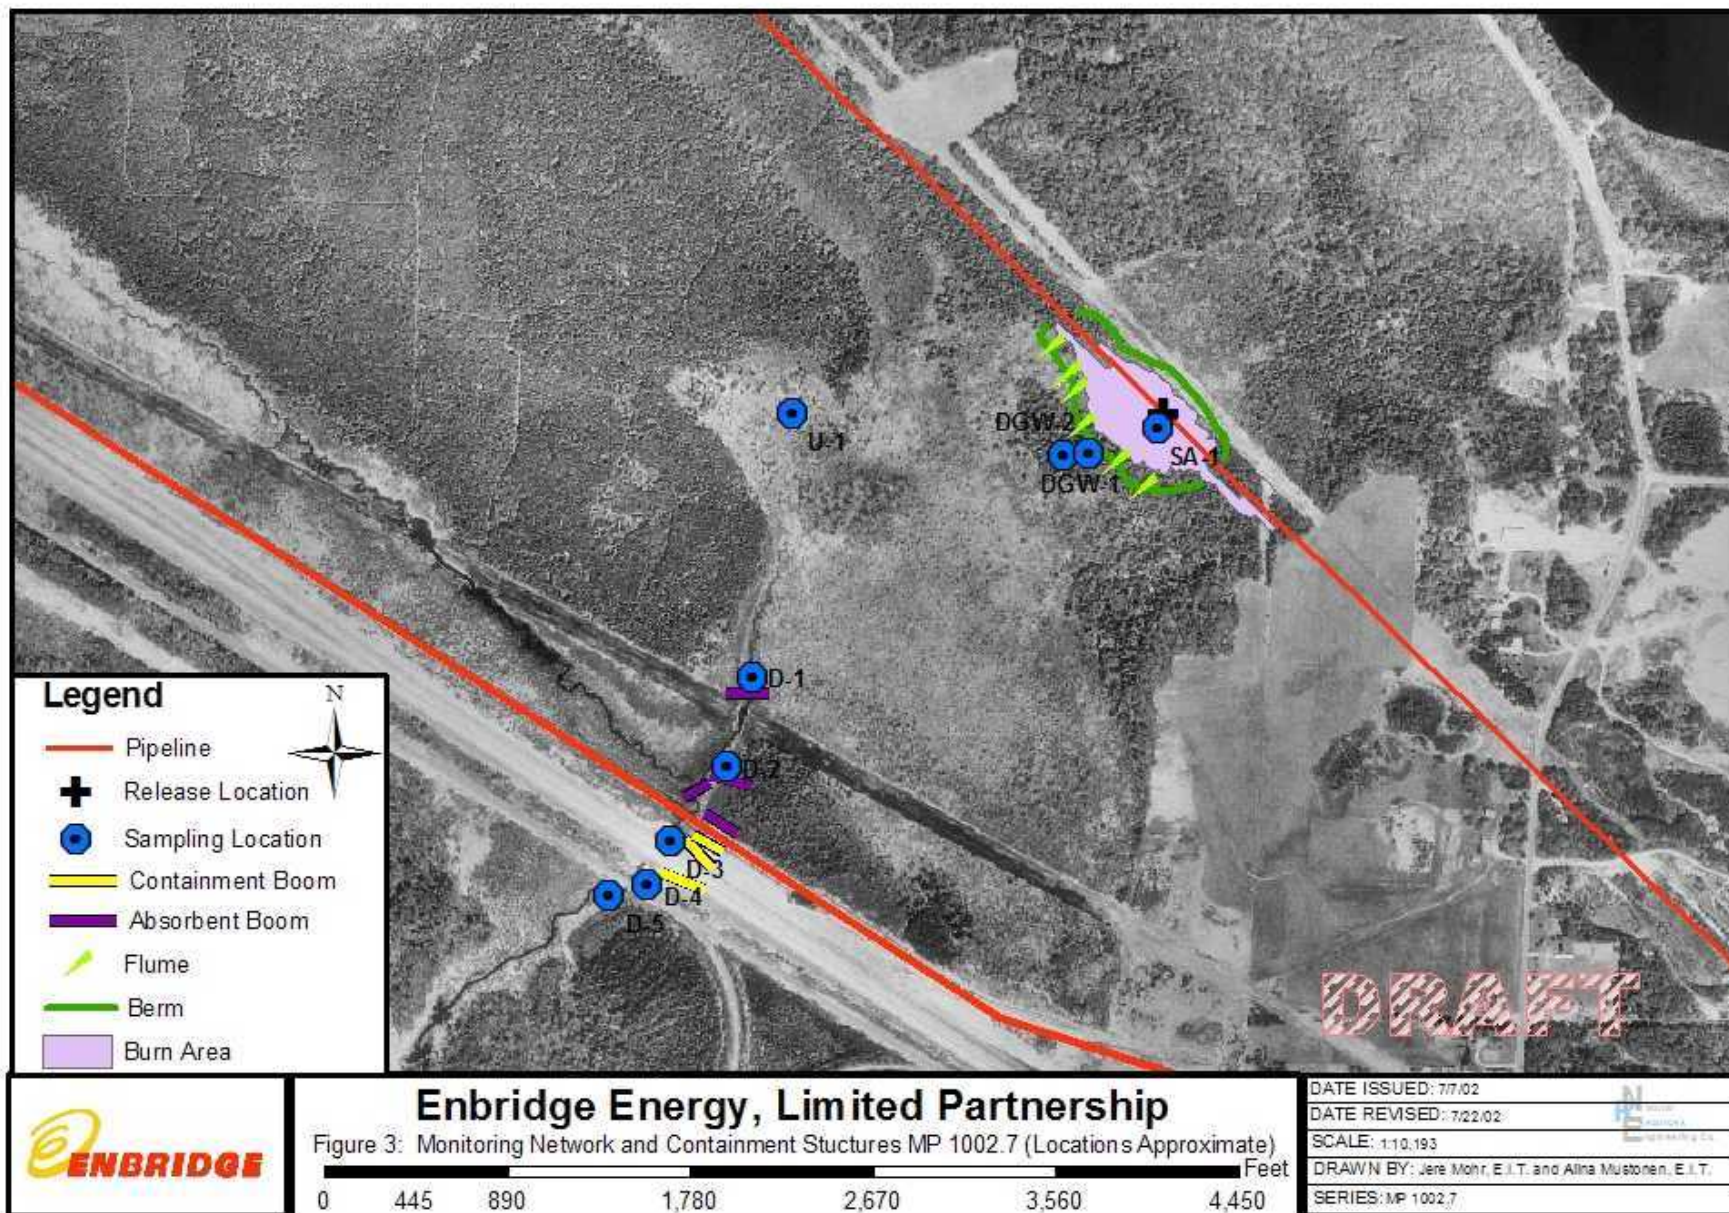 U-1
DGW-2
SA-1
DGW-1
D-1
D-2
D-3
D-4
D-5
DRAFT
Legend
N
Pipeline
Release Location
Sampling Location
Containment Boom
Absorbent Boom
Flume
Berm
Burn Area
ENBRIDGE
Enbridge Energy, Limited Partnership
Figure 3: Monitoring Network and Containment Stuctures MP 1002.7 (Locations Approximate)
Feet
0 445 890 1,780 2,670 3,560 4,450
DATE ISSUED: 7/7/02
DATE REVISED: 7/22/02
SCALE: 1:10,193
DRAWN BY: Jere Mohr, E.I.T. and Alina Mustonen, E.I.T.
SERIES: MP 1002.7